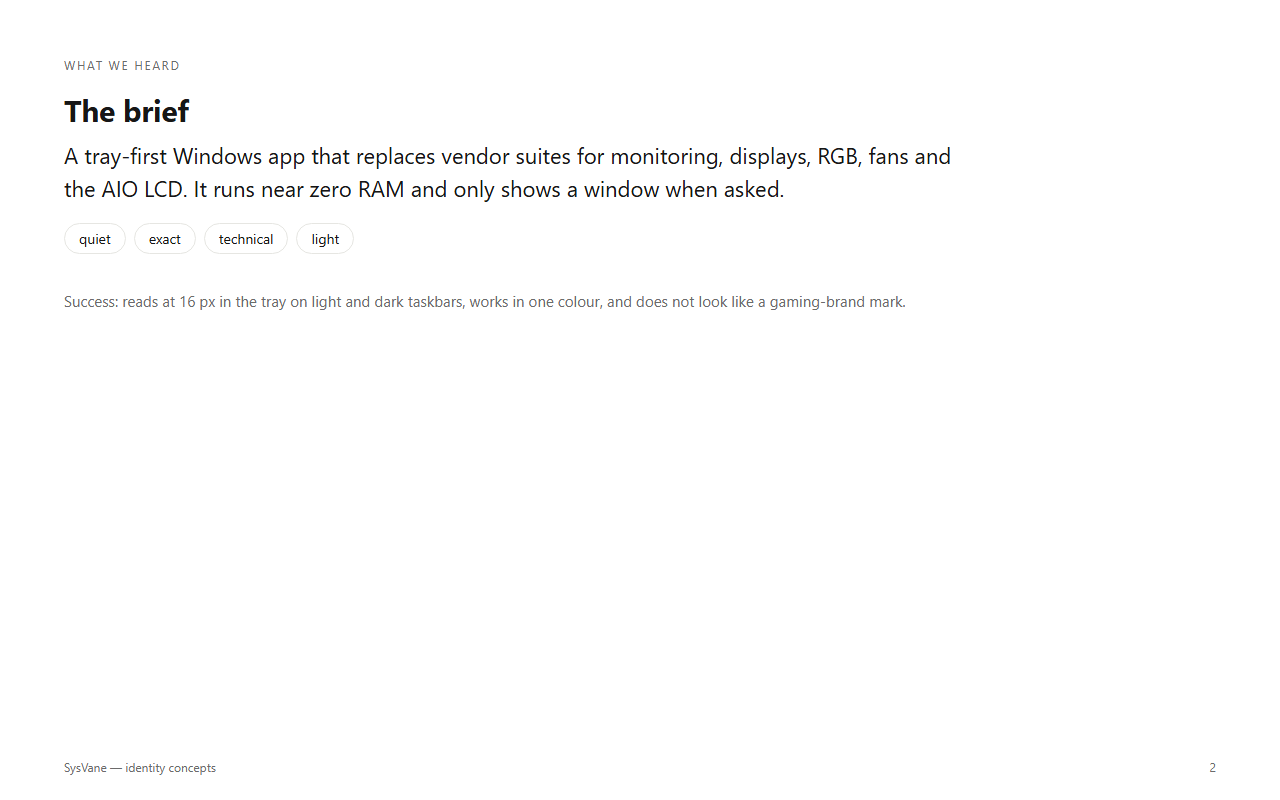 WHAT WE HEARD
The brief
A tray-first Windows app that replaces vendor suites for monitoring, displays, RGB, fans and
the AIO LCD. It runs near zero RAM and only shows a window when asked.
quiet
exact
technical
light
Success: reads at 16 px in the tray on light and dark taskbars, works in one colour, and does not look like a gaming-brand mark.
SysVane — identity concepts
2